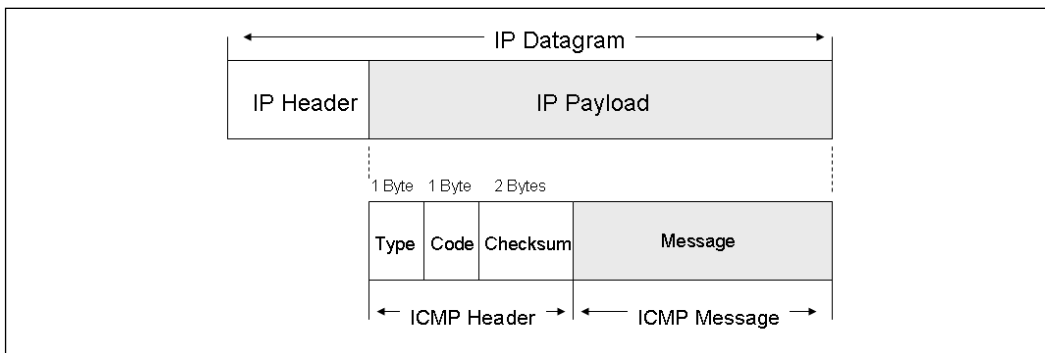 IP Datagram
IP Header IP Payload
1 Byte 1 Byte 2 Bytes
Type Code Checksum Message
ICMP Header ICMP Message